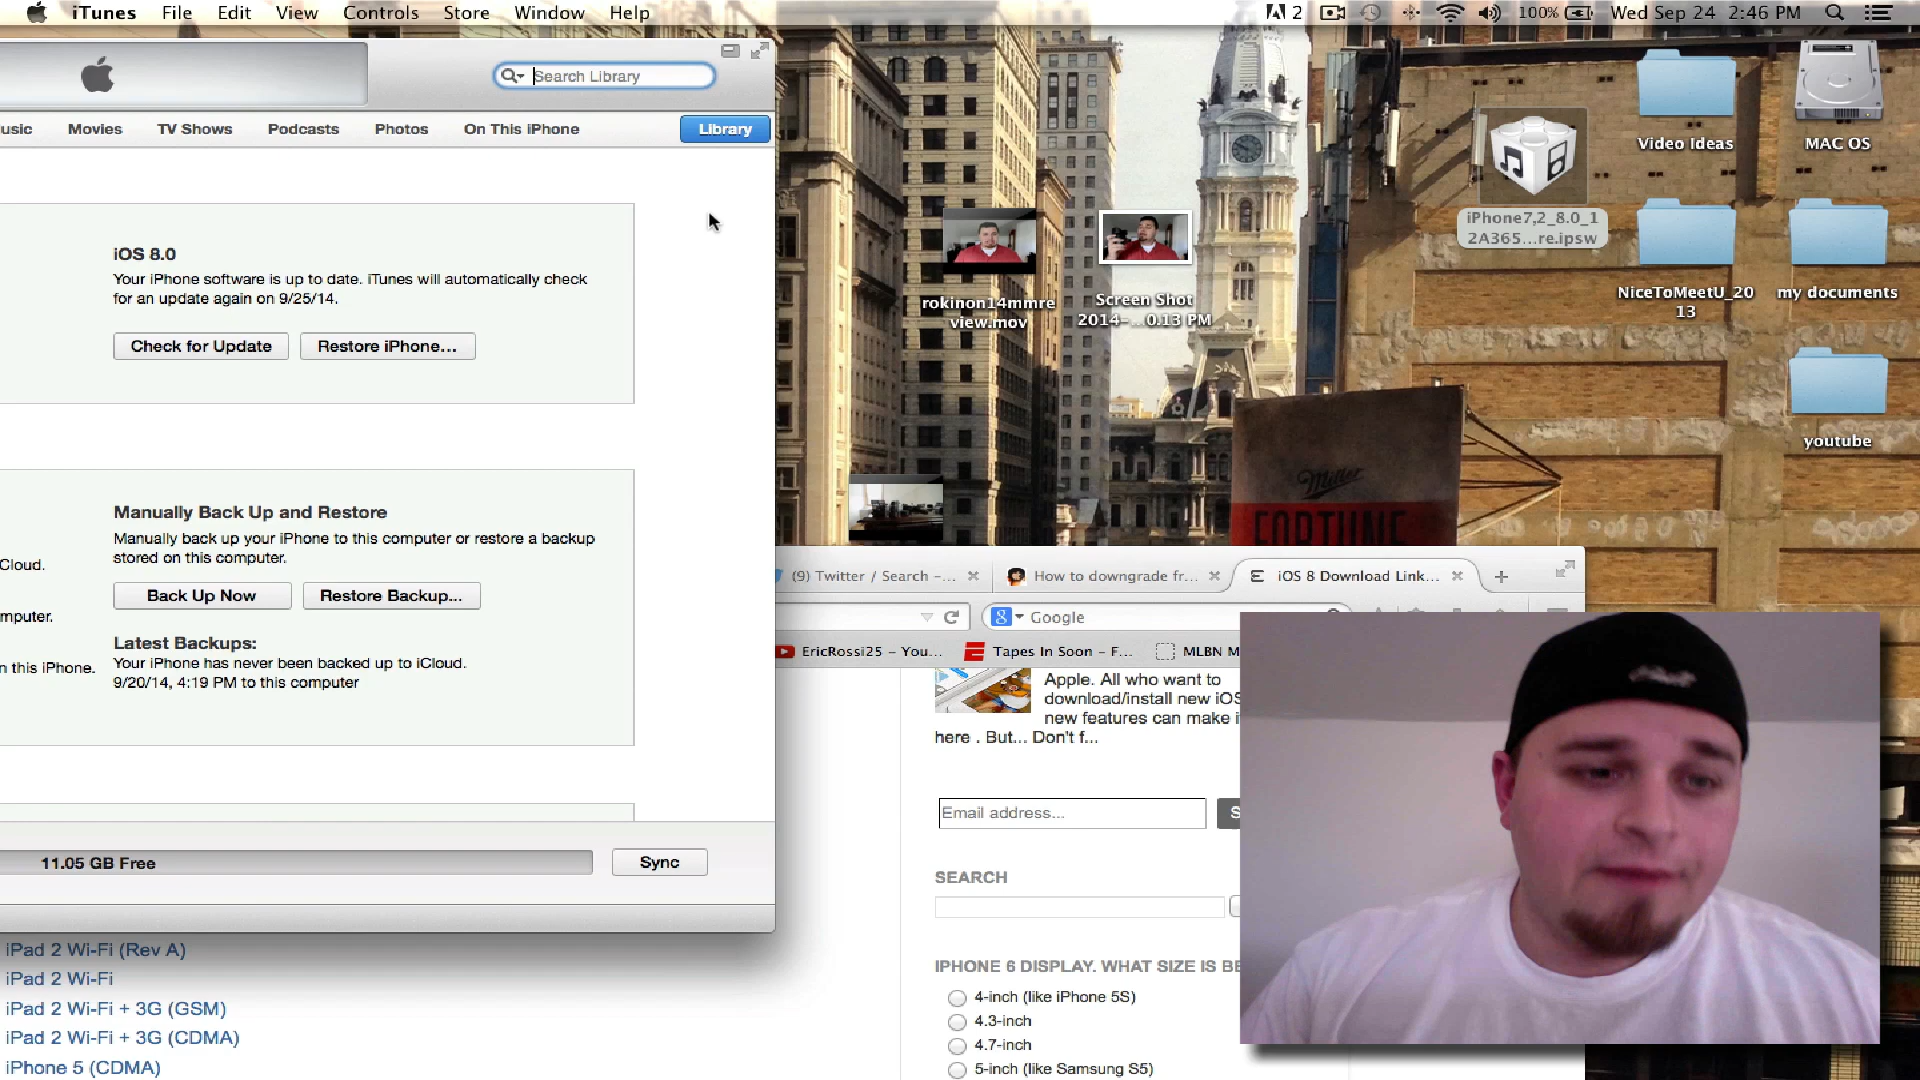 iTunes File Edit View Controls Store Window Help
2 100% Wed Sep 24 2:46 PM
Search Library
usic Movies TV Shows Podcasts Photos On This iPhone Library
iOS 8.0
Your iPhone software is up to date. iTunes will automatically check
for an update again on 9/25/14.
Check for Update Restore iPhone...
Manually Back Up and Restore
Manually back up your iPhone to this computer or restore a backup
stored on this computer.
Cloud.
Back Up Now Restore Backup...
mputer.
Latest Backups:
Your iPhone has never been backed up to iCloud.
n this iPhone.
9/20/14, 4:19 PM to this computer
11.05 GB Free Sync
iPad 2 Wi-Fi (Rev A)
iPad 2 Wi-Fi
iPad 2 Wi-Fi + 3G (GSM)
iPad 2 Wi-Fi + 3G (CDMA)
iPhone 5 (CDMA)
rokinon14mmre
view.mov
Screen Shot
2014-...0.13 PM
iPhone7,2_8.0_1
2A365...re.ipsw
Video Ideas
MAC OS
NiceToMeetU_20
13
my documents
youtube
Miller
FORTUNE
(9) Twitter / Search -... How to downgrade fr... iOS 8 Download Link...
Google
EricRossi25 - You... Tapes In Soon - F... MLBN M
Apple. All who want to
download/install new iOS
new features can make i
here . But... Don't f...
Email address...
S
SEARCH
IPHONE 6 DISPLAY. WHAT SIZE IS BE
4-inch (like iPhone 5S)
4.3-inch
4.7-inch
5-inch (like Samsung S5)